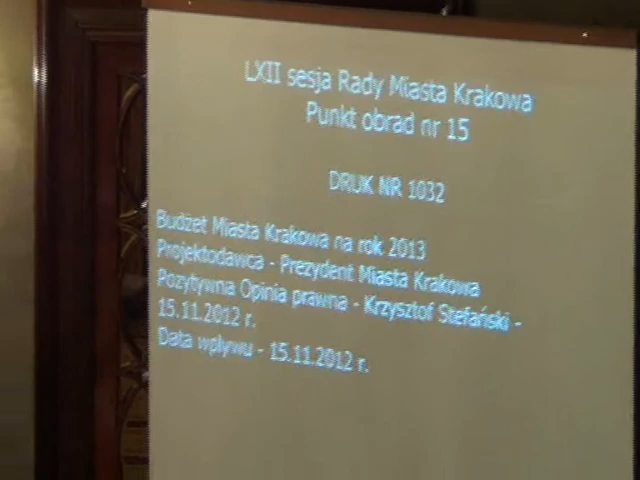 LXII sesja Rady Miasta Krakowa
Punkt obrad nr 15
DRUK NR 1032
Budżet Miasta Krakowa na rok 2013
Projektodawca - Prezydent Miasta Krakowa
Pozytywna Opinia prawna - Krzysztof Stefański -
15.11.2012 r.
Data wpływu - 15.11.2012 r.